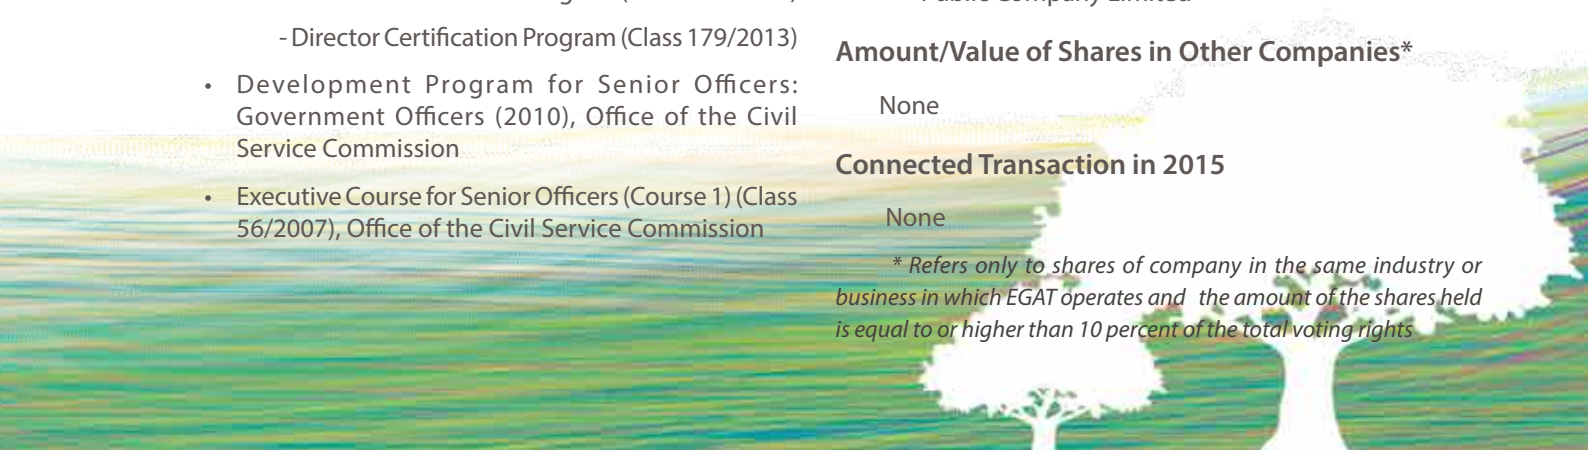 - Director Certification Program (Class 179/2013)
• Development Program for Senior Officers:
Government Officers (2010), Office of the Civil
Service Commission
• Executive Course for Senior Officers (Course 1) (Class
56/2007), Office of the Civil Service Commission
Public Company Limited
Amount/Value of Shares in Other Companies*
None
Connected Transaction in 2015
None
* Refers only to shares of company in the same industry or
business in which EGAT operates and the amount of the shares held
is equal to or higher than 10 percent of the total voting rights